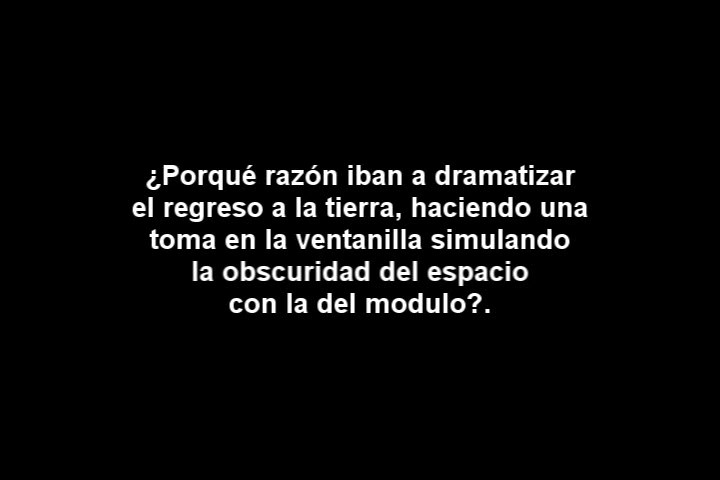 ¿Porqué razón iban a dramatizar
el regreso a la tierra, haciendo una
toma en la ventanilla simulando
la obscuridad del espacio
con la del modulo?.